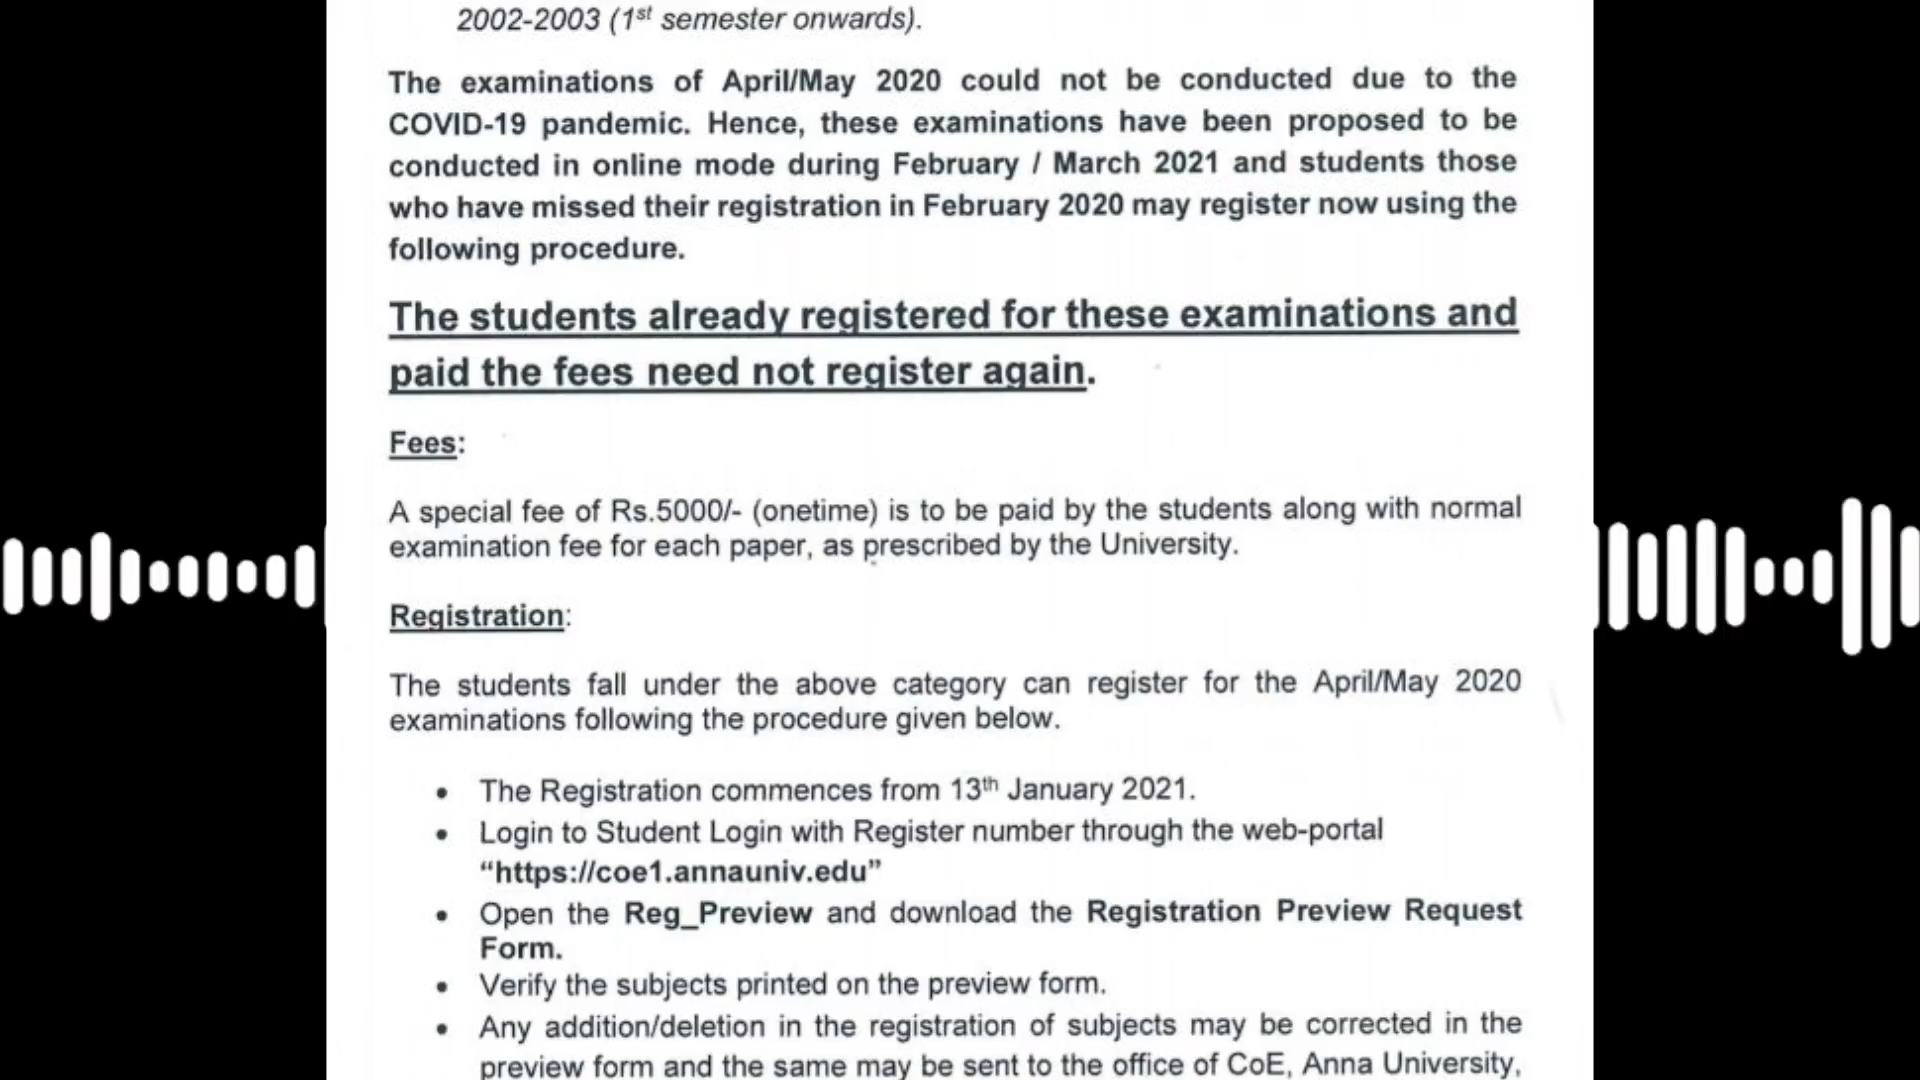 2002-2003 (1st semester onwards).
The examinations of April/May 2020 could not be conducted due to the
COVID-19 pandemic. Hence, these examinations have been proposed to be
conducted in online mode during February / March 2021 and students those
who have missed their registration in February 2020 may register now using the
following procedure.
The students already registered for these examinations and
paid the fees need not register again.
Fees:
A special fee of Rs.5000/- (onetime) is to be paid by the students along with normal
examination fee for each paper, as prescribed by the University.
Registration:
The students fall under the above category can register for the April/May 2020
examinations following the procedure given below.
• The Registration commences from 13th January 2021.
• Login to Student Login with Register number through the web-portal
“https://coe1.annauniv.edu”
• Open the Reg_Preview and download the Registration Preview Request
Form.
• Verify the subjects printed on the preview form.
• Any addition/deletion in the registration of subjects may be corrected in the
preview form and the same may be sent to the office of CoE, Anna University,